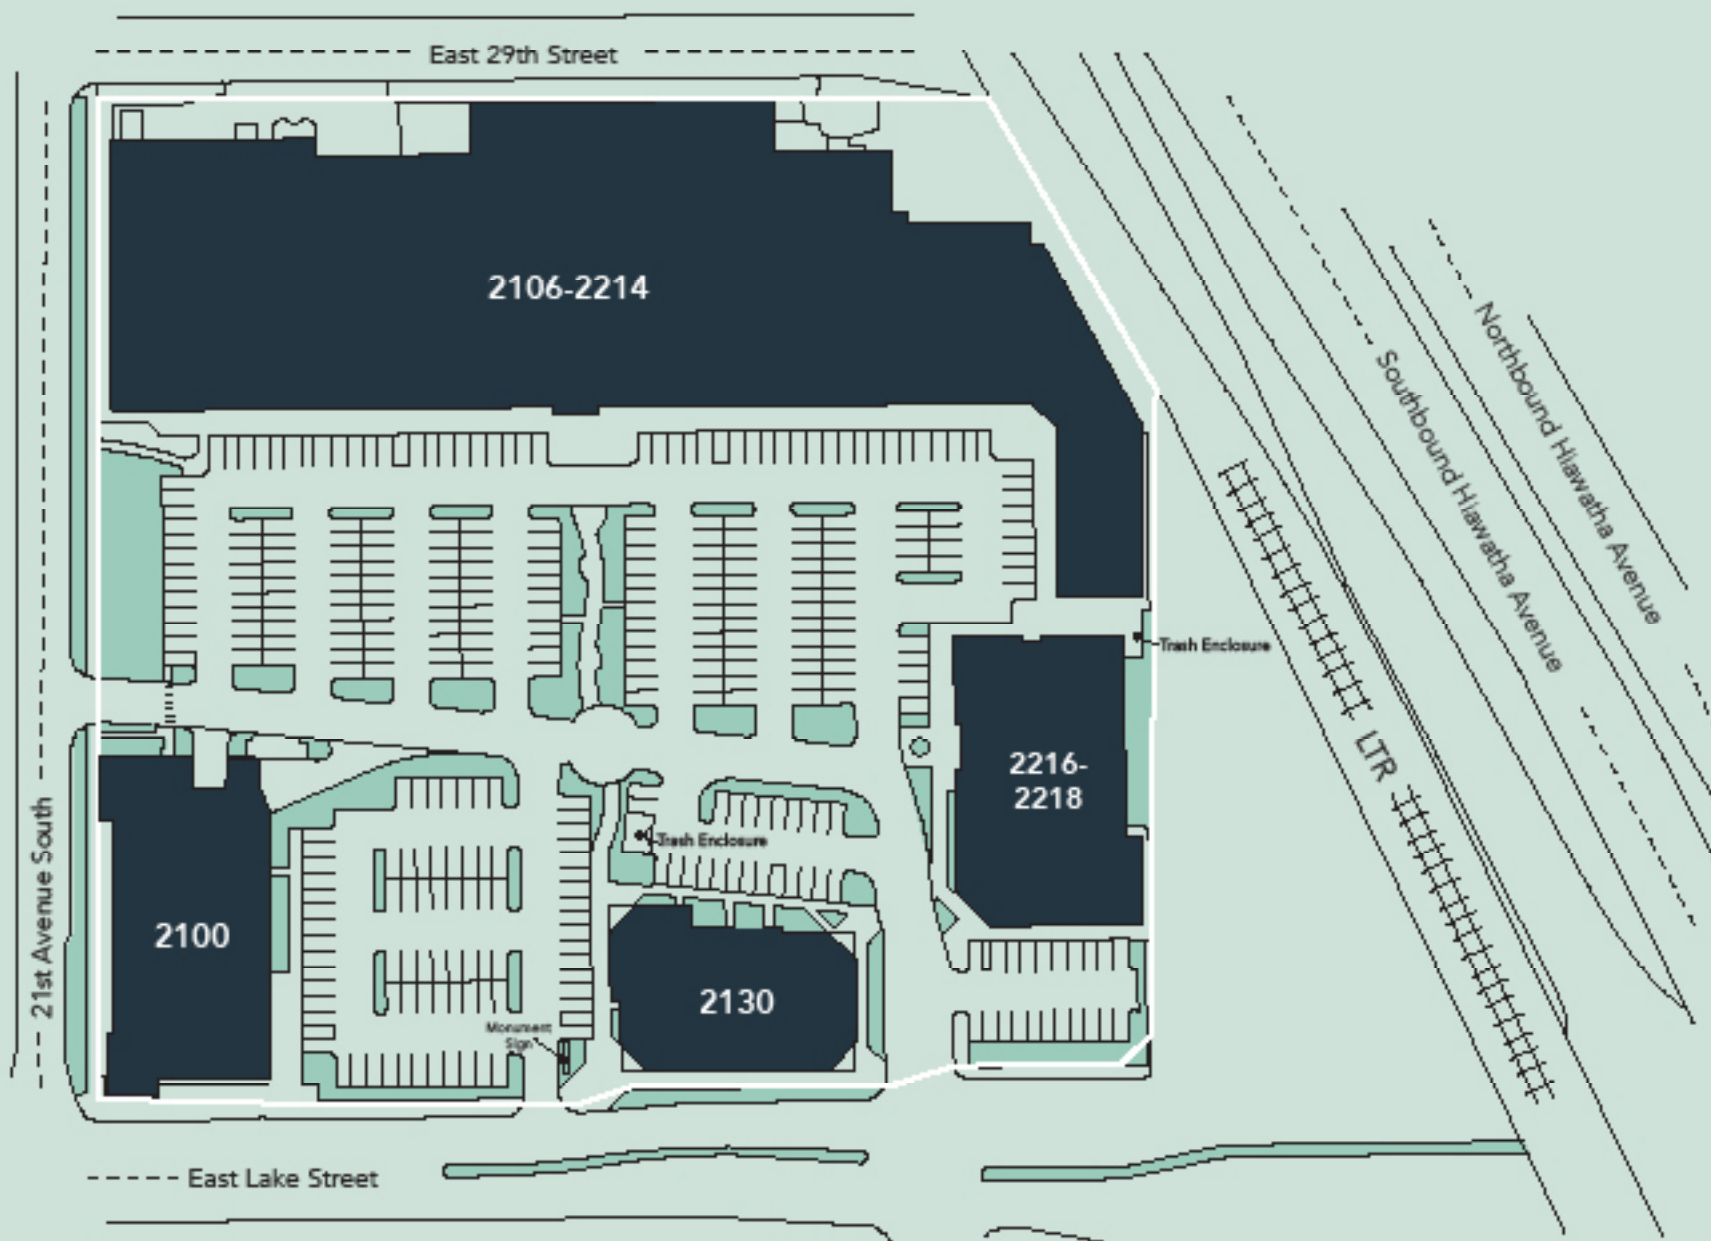 East 29th Street
2106-2214
Northbound Hiawatha Avenue
Southbound Hiawatha Avenue
Trash Enclosure
LTR
2216-
2218
Trash Enclosure
21st Avenue South
2100
2130
Monument
Sign
East Lake Street